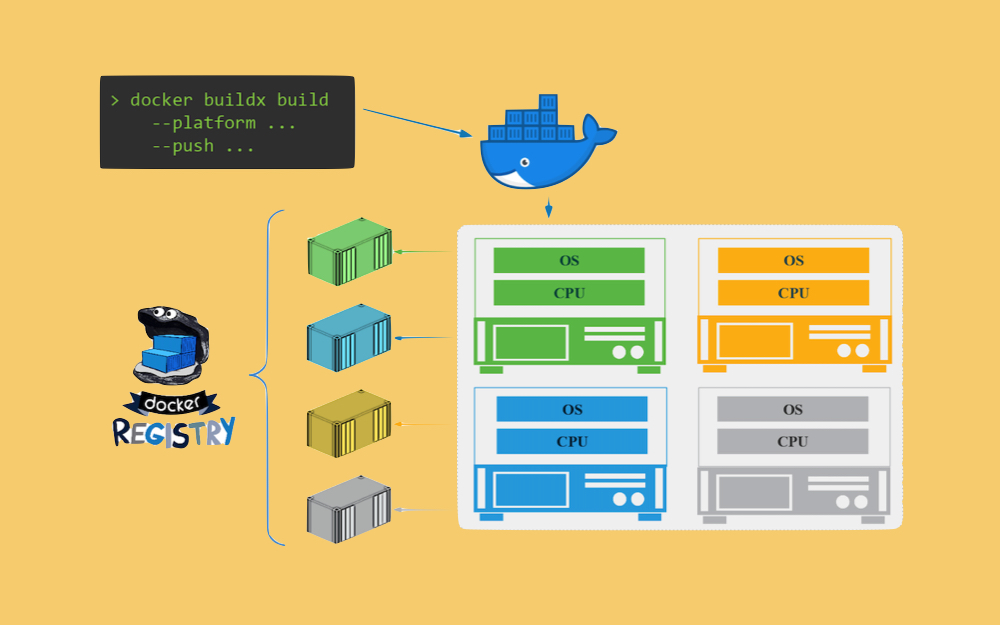 > docker buildx build
--platform ...
--push ...
OS
CPU
OS
CPU
OS
CPU
OS
CPU
docker
REGISTRY